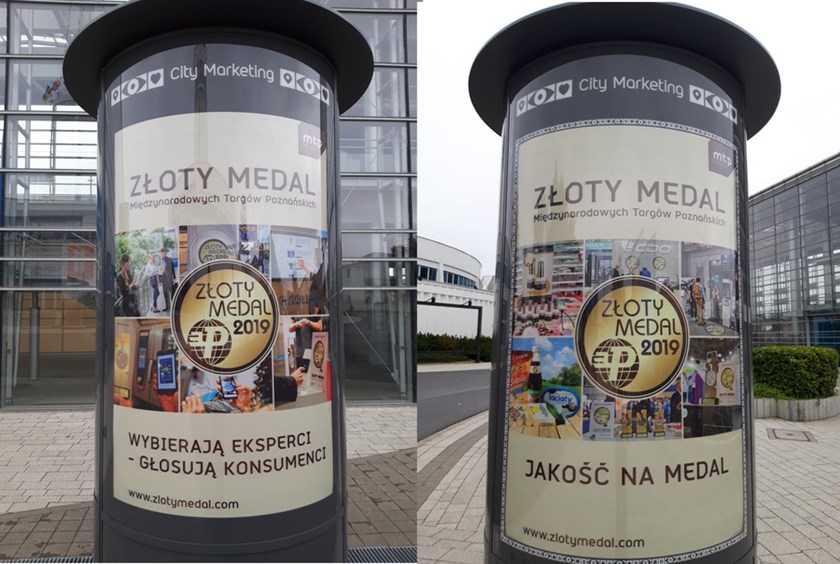 City Marketing
mtp
ZŁOTY MEDAL
Międzynarodowych Targów Poznańskich
ZŁOTY
MEDAL
2019
WYBIERAJĄ EKSPERCI
- GŁOSUJĄ KONSUMENCI
www.zlotymedal.com
City Marketing
mtp
ZŁOTY MEDAL
Międzynarodowych Targów Poznańskich
ZŁOTY
MEDAL
2019
łaciaty
JAKOŚĆ NA MEDAL
www.zlotymedal.com